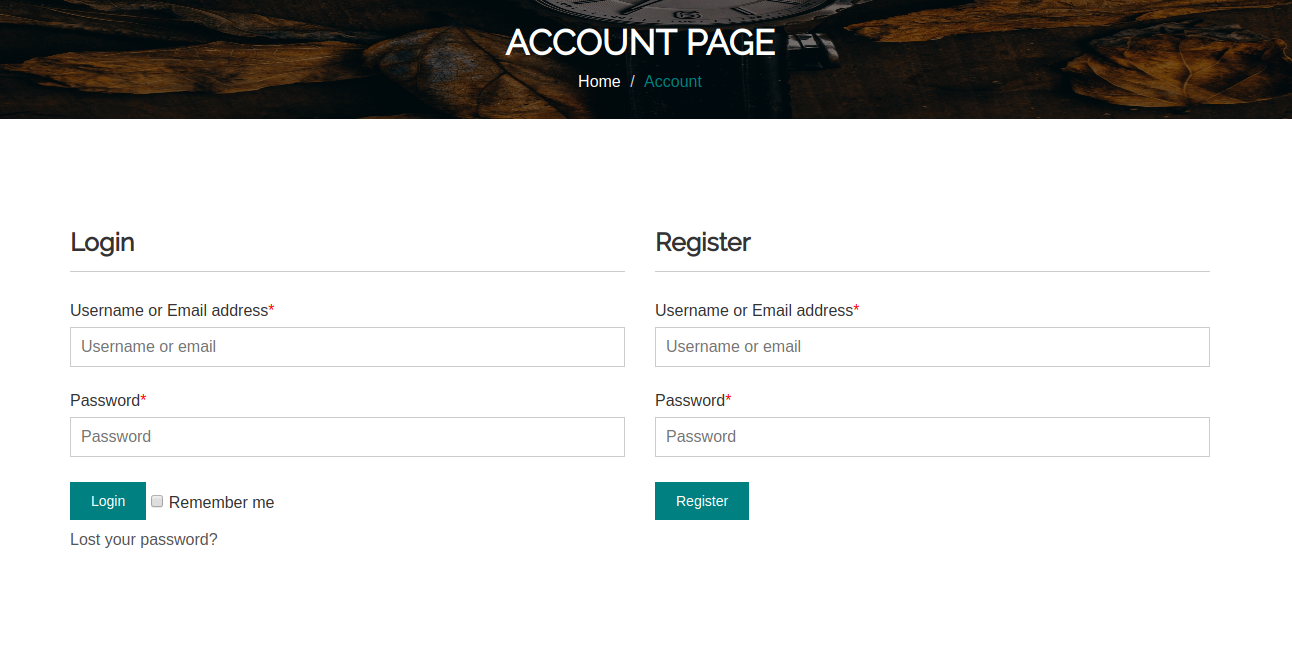 ACCOUNT PAGE
Home / Account
Login
Username or Email address*
Username or email
Password*
Password
Login Remember me
Lost your password?
Register
Username or Email address*
Username or email
Password*
Password
Register